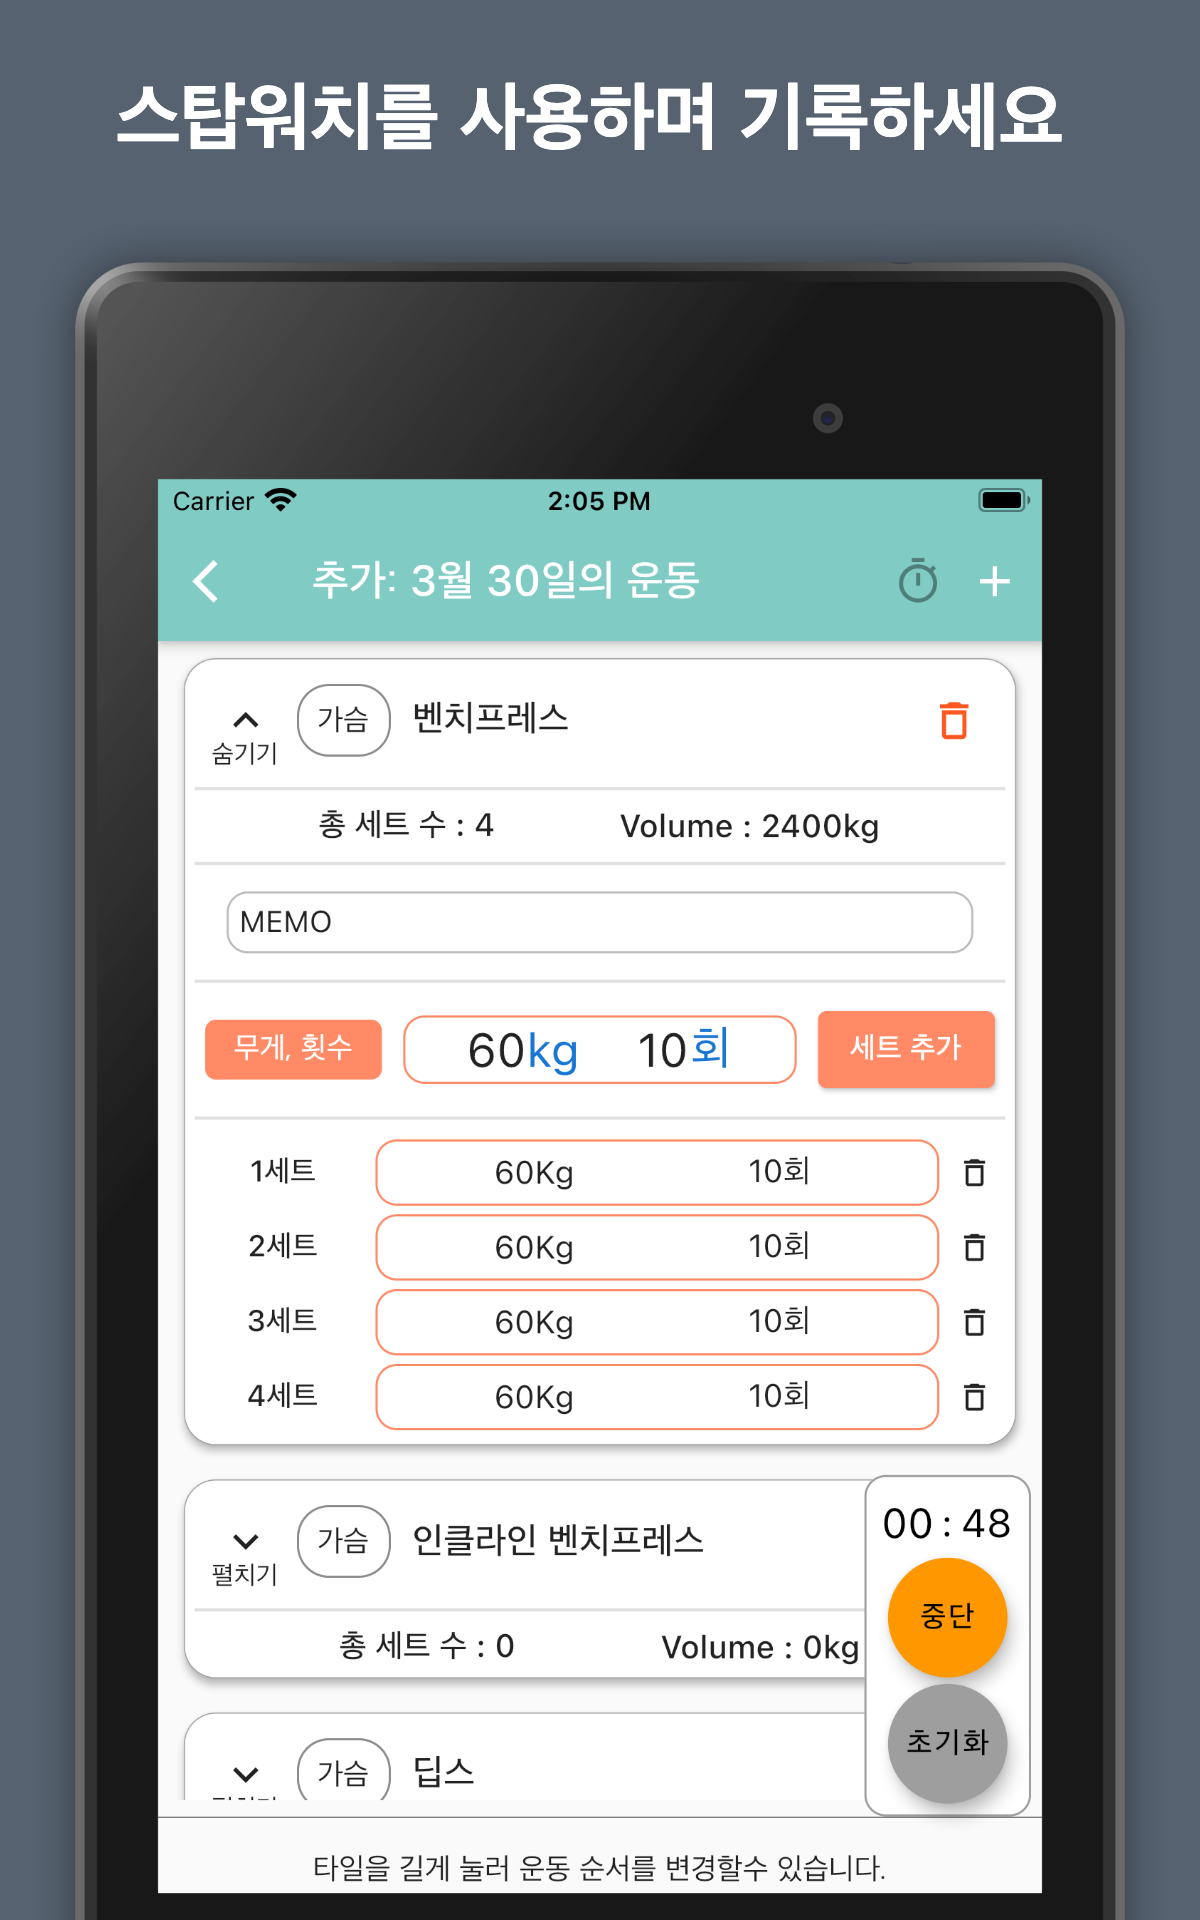 스탑워치를 사용하며 기록하세요
Carrier 2:05 PM
추가: 3월 30일의 운동
숨기기 가슴 벤치프레스
총 세트 수 : 4 Volume : 2400kg
MEMO
무게, 횟수 60kg 10회 세트 추가
1세트 60Kg 10회
2세트 60Kg 10회
3세트 60Kg 10회
4세트 60Kg 10회
펼치기 가슴 인클라인 벤치프레스
총 세트 수 : 0 Volume : 0kg
00 : 48
중단
초기화
가슴 딥스
타일을 길게 눌러 운동 순서를 변경할수 있습니다.